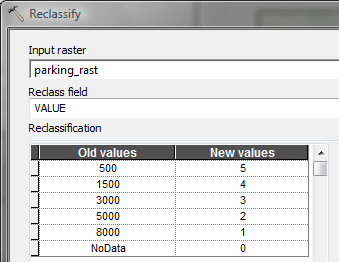 Reclassify
Input raster
parking_rast
Reclass field
VALUE
Reclassification
Old values New values
500 5
1500 4
3000 3
5000 2
8000 1
NoData 0